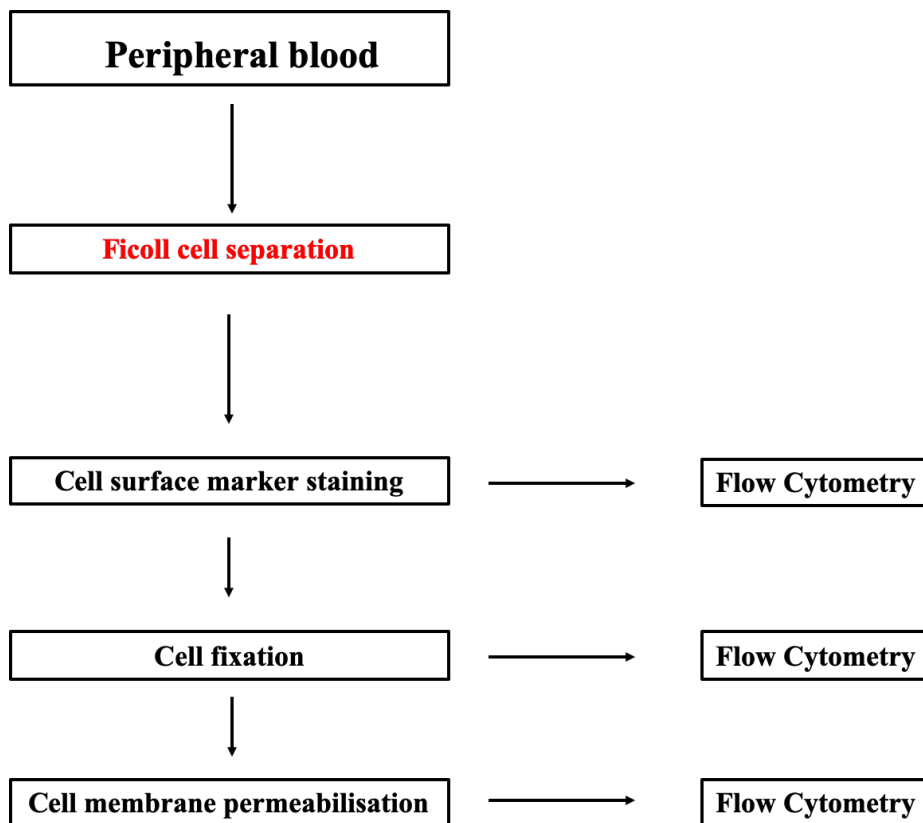 Peripheral blood
Ficoll cell separation
Cell surface marker staining
Flow Cytometry
Cell fixation
Flow Cytometry
Cell membrane permeabilisation
Flow Cytometry